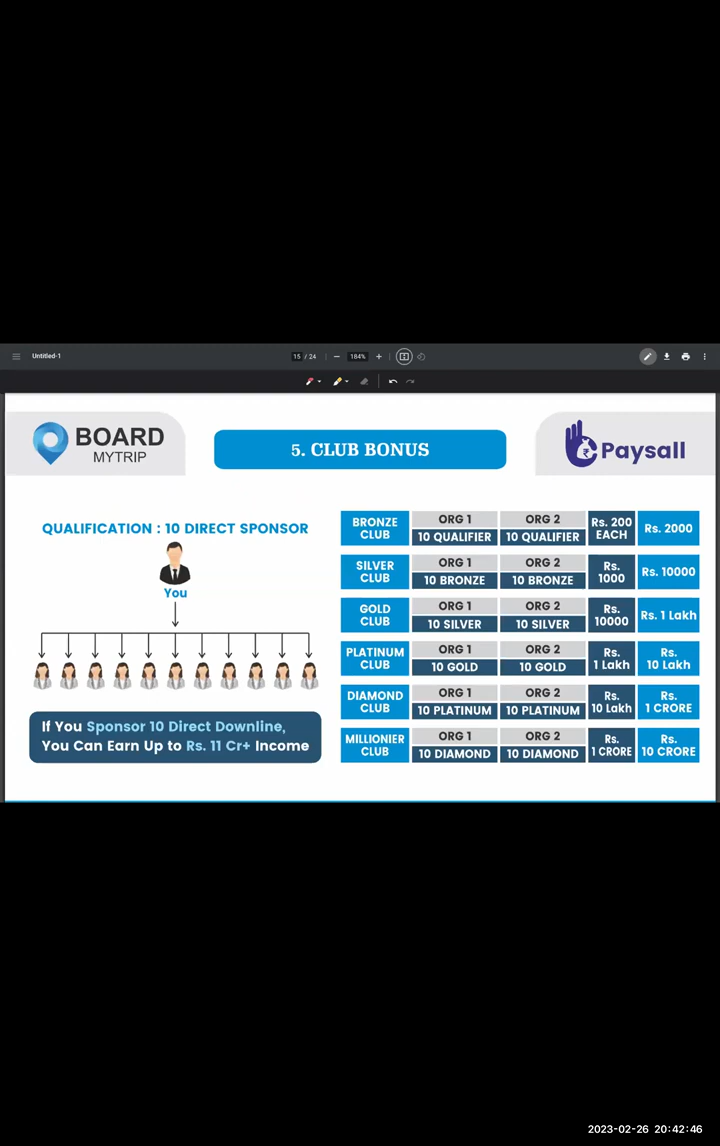 Untitled-1
15 / 24
184%
BOARD
MYTRIP
5. CLUB BONUS
Paysall
QUALIFICATION : 10 DIRECT SPONSOR
You
If You Sponsor 10 Direct Downline,
You Can Earn Up to Rs. 11 Cr+ Income
BRONZE
CLUB
ORG 1
10 QUALIFIER
ORG 2
10 QUALIFIER
Rs. 200
EACH
Rs. 2000
SILVER
CLUB
ORG 1
10 BRONZE
ORG 2
10 BRONZE
Rs.
1000
Rs. 10000
GOLD
CLUB
ORG 1
10 SILVER
ORG 2
10 SILVER
Rs.
10000
Rs. 1 Lakh
PLATINUM
CLUB
ORG 1
10 GOLD
ORG 2
10 GOLD
Rs.
1 Lakh
Rs.
10 Lakh
DIAMOND
CLUB
ORG 1
10 PLATINUM
ORG 2
10 PLATINUM
Rs.
10 Lakh
Rs.
1 CRORE
MILLIONIER
CLUB
ORG 1
10 DIAMOND
ORG 2
10 DIAMOND
Rs.
1 CRORE
Rs.
10 CRORE
2023-02-26 20:42:46